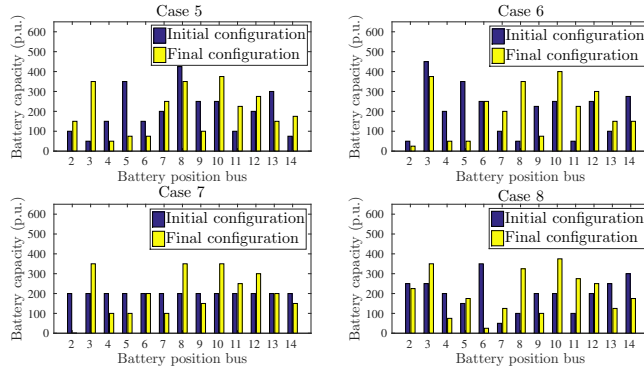 Case 5
Battery capacity (p.u.)
600
500
400
300
200
100
0
Initial configuration
Final configuration
2 3 4 5 6 7 8 9 10 11 12 13 14
Battery position bus
Case 6
Battery capacity (p.u.)
600
500
400
300
200
100
0
Initial configuration
Final configuration
2 3 4 5 6 7 8 9 10 11 12 13 14
Battery position bus
Case 7
Battery capacity (p.u.)
600
500
400
300
200
100
0
Initial configuration
Final configuration
2 3 4 5 6 7 8 9 10 11 12 13 14
Battery position bus
Case 8
Battery capacity (p.u.)
600
500
400
300
200
100
0
Initial configuration
Final configuration
2 3 4 5 6 7 8 9 10 11 12 13 14
Battery position bus